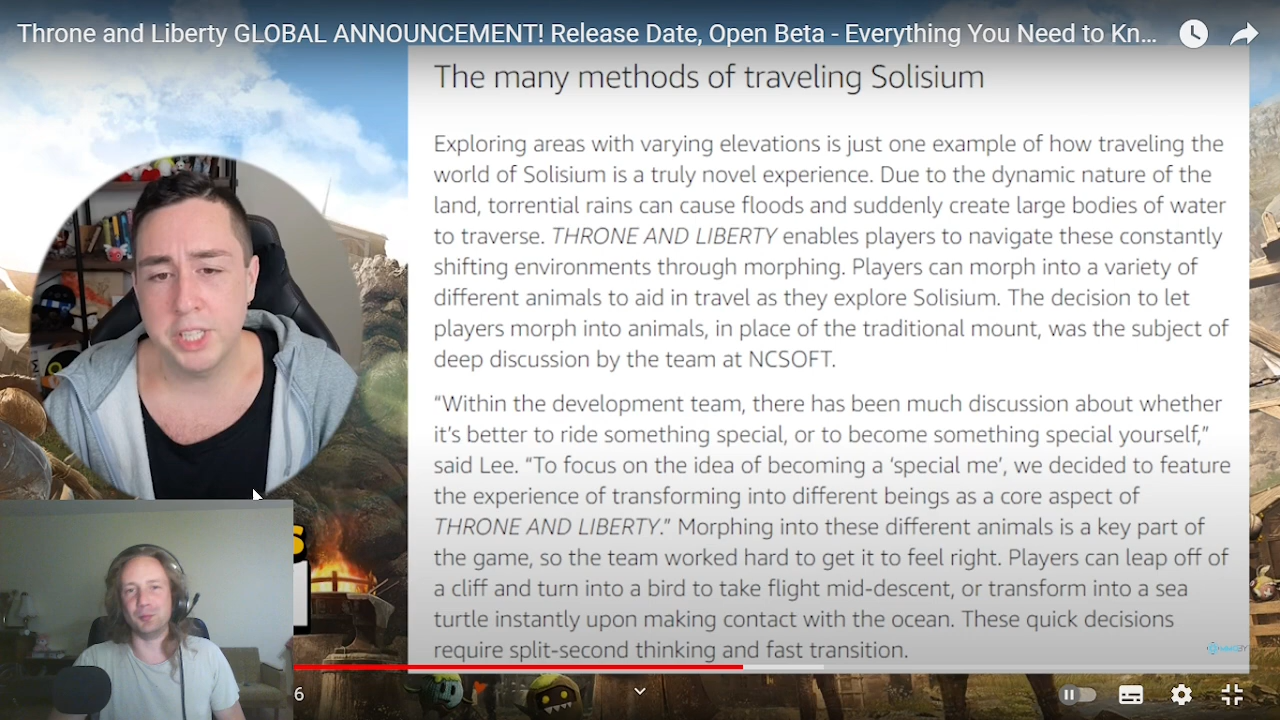 Throne and Liberty GLOBAL ANNOUNCEMENT! Release Date, Open Beta - Everything You Need to Kn...
The many methods of traveling Solisium
Exploring areas with varying elevations is just one example of how traveling the
world of Solisium is a truly novel experience. Due to the dynamic nature of the
land, torrential rains can cause floods and suddenly create large bodies of water
to traverse. THRONE AND LIBERTY enables players to navigate these constantly
shifting environments through morphing. Players can morph into a variety of
different animals to aid in travel as they explore Solisium. The decision to let
players morph into animals, in place of the traditional mount, was the subject of
deep discussion by the team at NCSOFT.
“Within the development team, there has been much discussion about whether
it’s better to ride something special, or to become something special yourself,”
said Lee. “To focus on the idea of becoming a ‘special me’, we decided to feature
the experience of transforming into different beings as a core aspect of
THRONE AND LIBERTY.” Morphing into these different animals is a key part of
the game, so the team worked hard to get it to feel right. Players can leap off of
a cliff and turn into a bird to take flight mid-descent, or transform into a sea
turtle instantly upon making contact with the ocean. These quick decisions
require split-second thinking and fast transition.
S
6